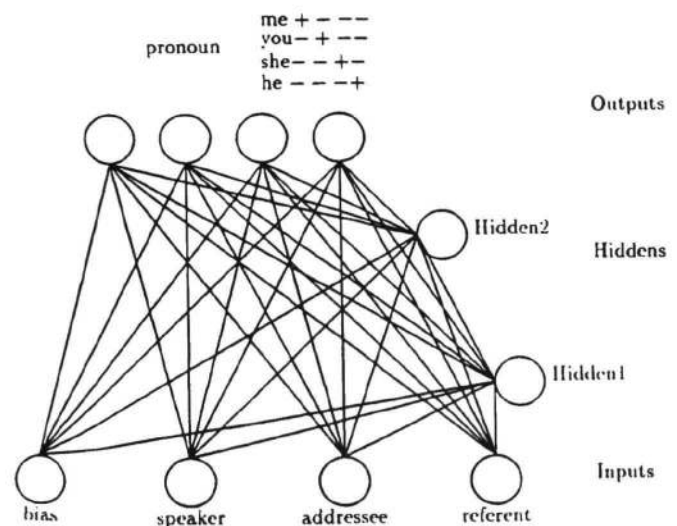 me + – – –
pronoun
you – + – –
she – – + –
he – – – +
Outputs
Hidden2
Hiddens
Hidden1
Inputs
bias
speaker
addressee
referent